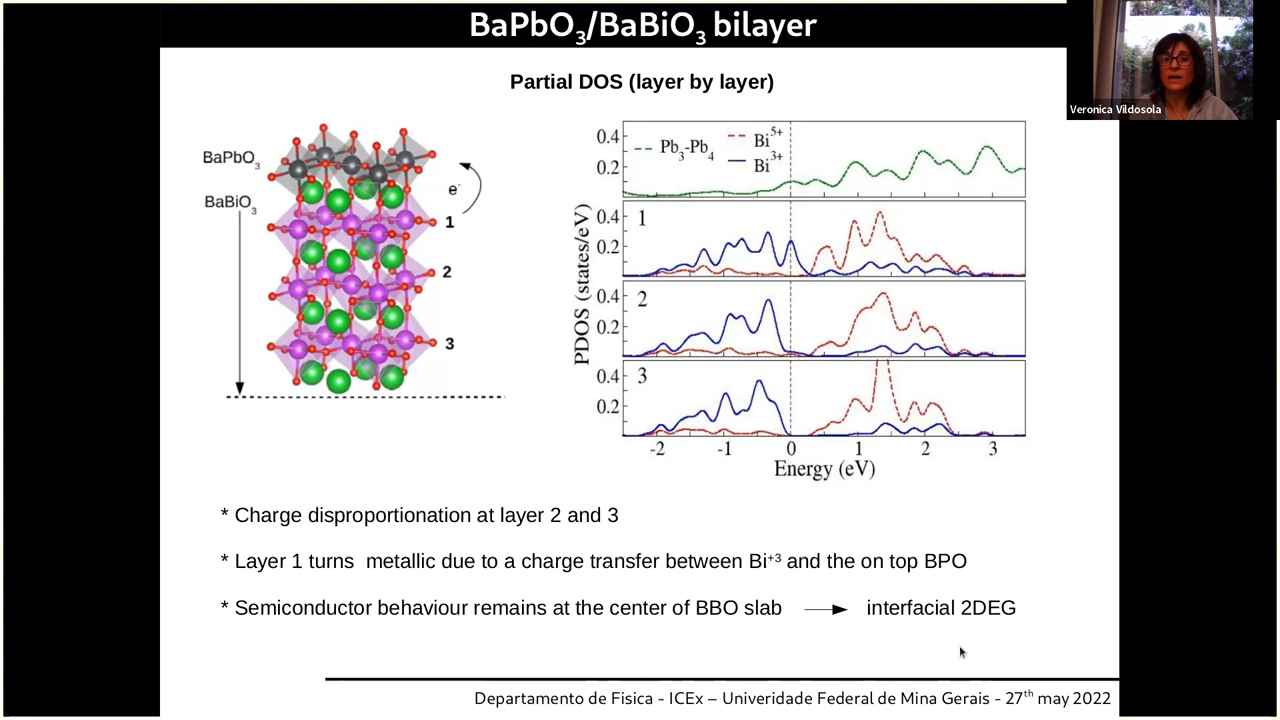 BaPbO₃/BaBiO₃ bilayer
Veronica Vildosola
Partial DOS (layer by layer)
BaPbO₃
BaBiO₃
e⁻
1
2
3
Pb₃-Pb₄
Bi⁵⁺
Bi³⁺
0.4
0.2
1
0.4
0.2
2
0.4
0.2
3
0.4
0.2
PDOS (states/eV)
-2 -1 0 1 2 3
Energy (eV)
* Charge disproportionation at layer 2 and 3
* Layer 1 turns metallic due to a charge transfer between Bi⁺³ and the on top BPO
* Semiconductor behaviour remains at the center of BBO slab → interfacial 2DEG
Departamento de Fisica - ICEx – Univeridade Federal de Mina Gerais - 27th may 2022